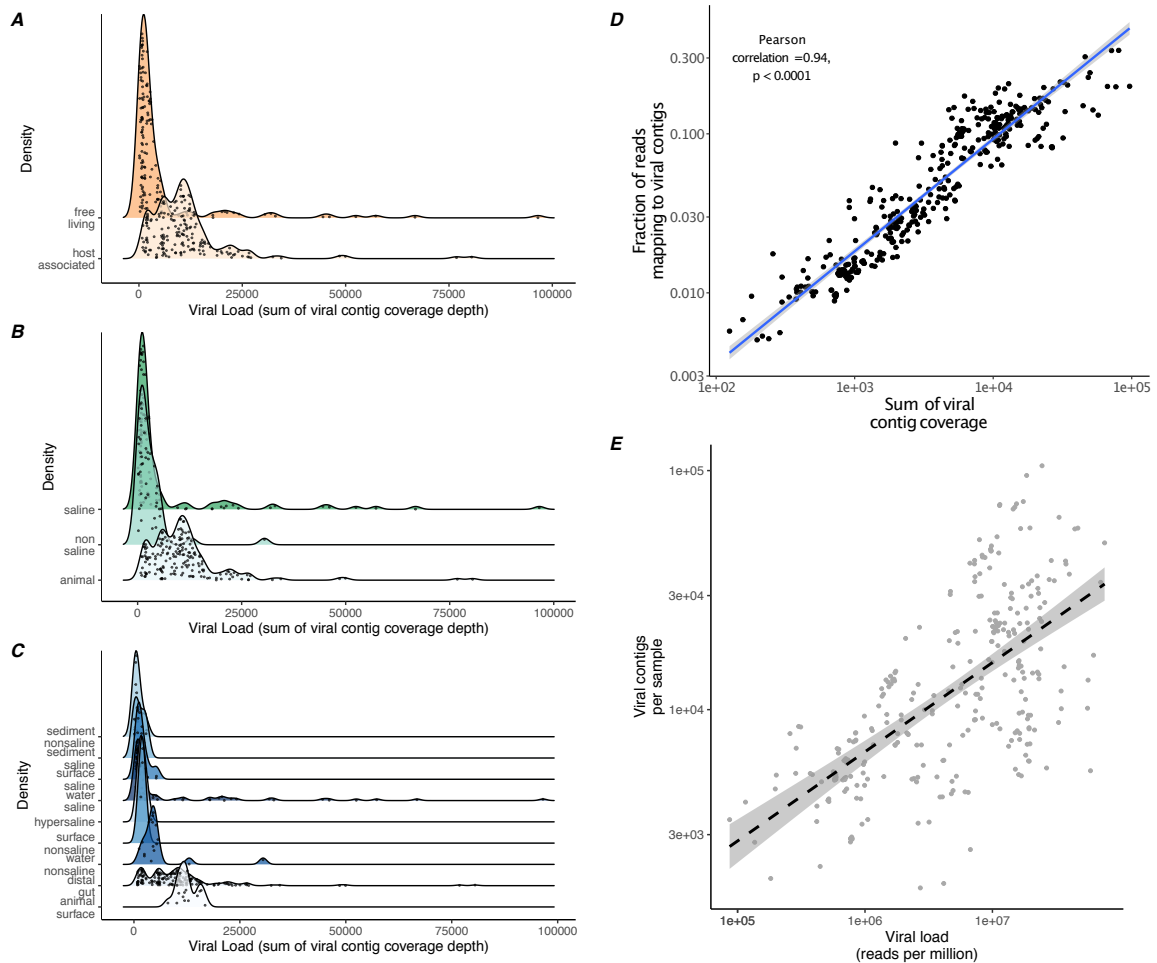 A
Density
free
living
host
associated
0
25000
50000
75000
100000
Viral Load (sum of viral contig coverage depth)
B
Density
saline
non
saline
animal
0
25000
50000
75000
100000
Viral Load (sum of viral contig coverage depth)
C
Density
sediment
nonsaline
sediment
saline
surface
saline
water
saline
hypersaline
surface
nonsaline
water
nonsaline
distal
gut
animal
surface
0
25000
50000
75000
100000
Viral Load (sum of viral contig coverage depth)
D
Pearson
correlation =0.94,
p < 0.0001
Fraction of reads
mapping to viral contigs
0.300
0.100
0.030
0.010
0.003
1e+02
1e+03
1e+04
1e+05
Sum of viral
contig coverage
E
Viral contigs
per sample
1e+05
3e+04
1e+04
3e+03
1e+05
1e+06
1e+07
Viral load
(reads per million)